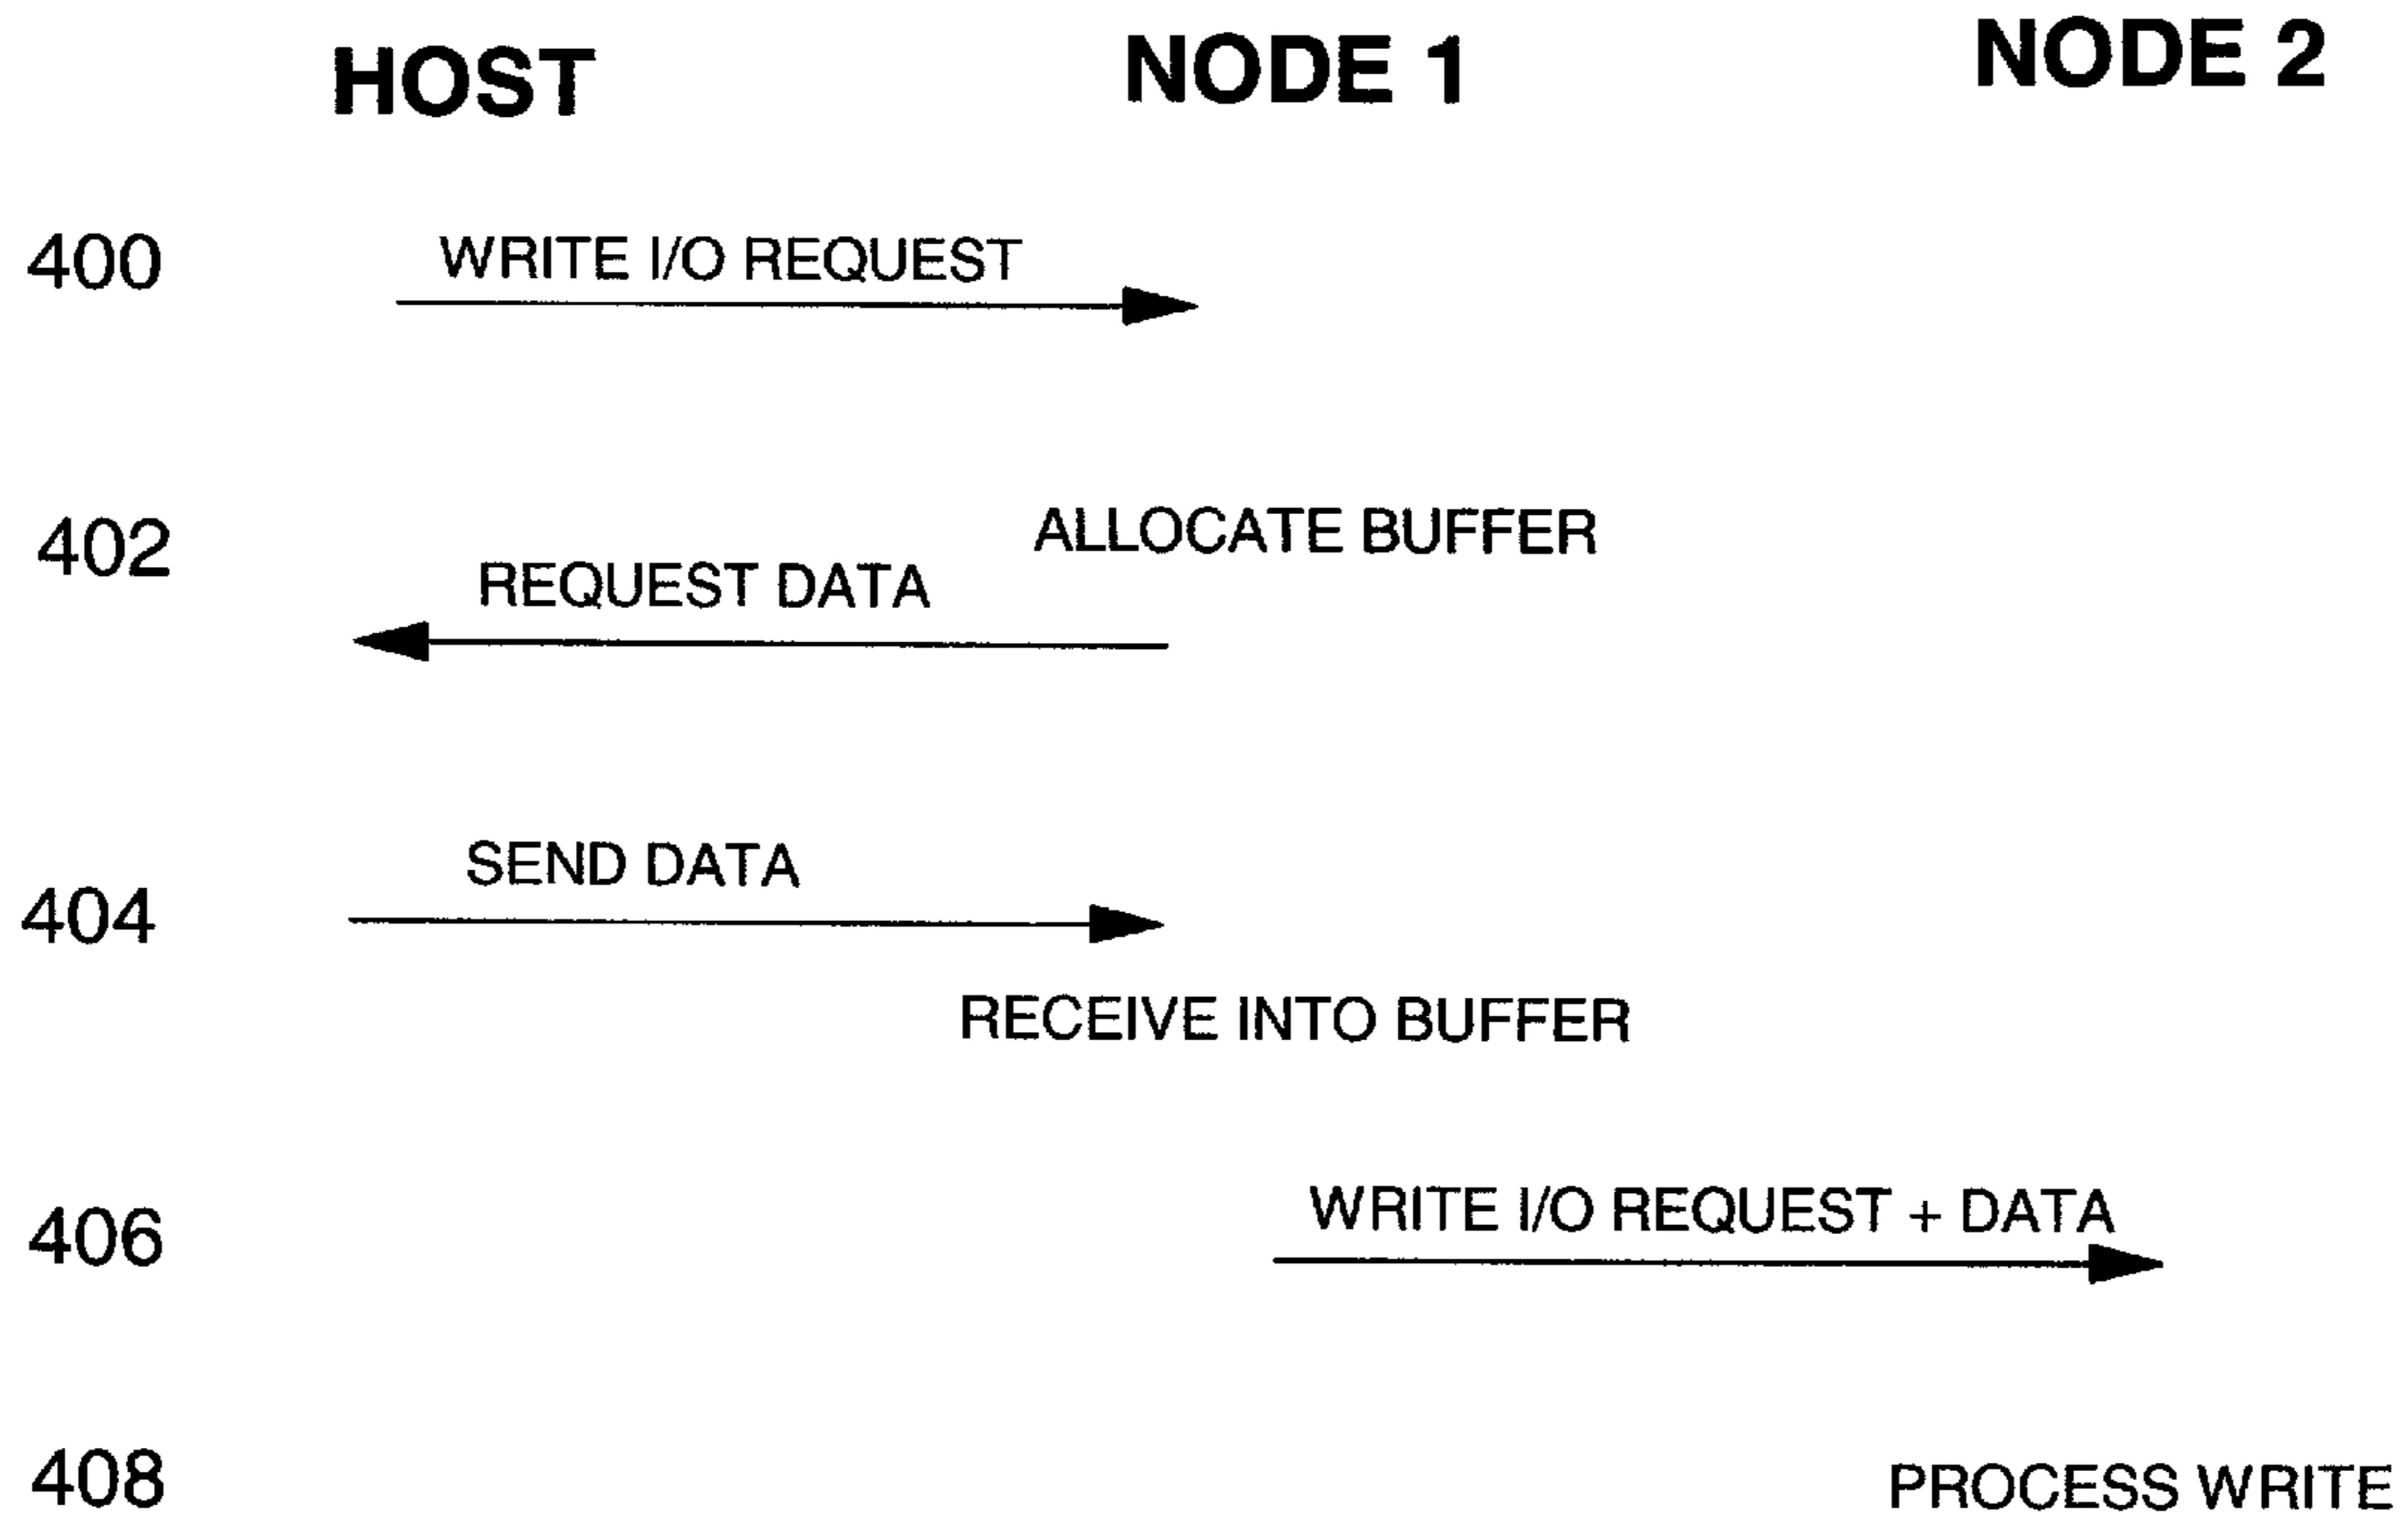 HOST NODE 1 NODE 2
400 WRITE I/O REQUEST
402 ALLOCATE BUFFER
REQUEST DATA
404 SEND DATA
RECEIVE INTO BUFFER
406 WRITE I/O REQUEST + DATA
408 PROCESS WRITE